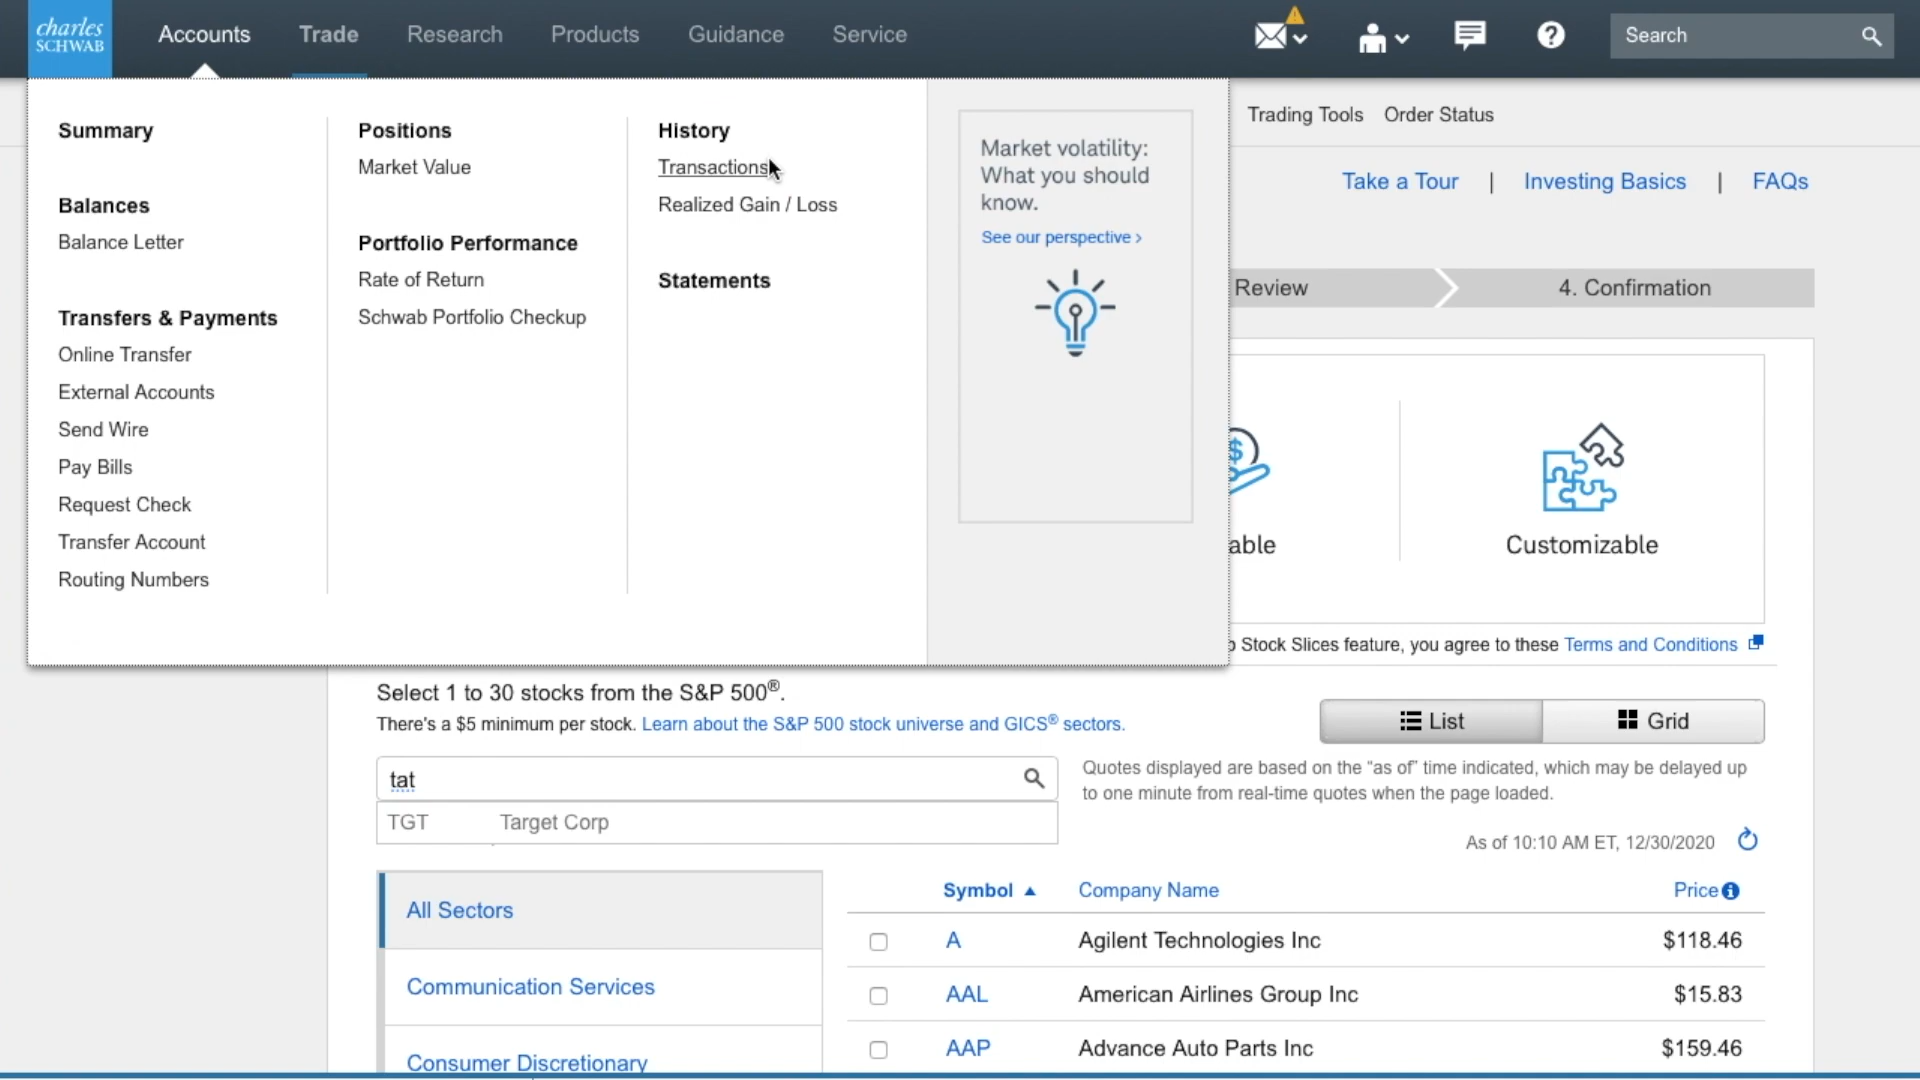 charles
SCHWAB
Accounts
Trade
Research
Products
Guidance
Service
Search
Summary
Balances
Balance Letter
Transfers & Payments
Online Transfer
External Accounts
Send Wire
Pay Bills
Request Check
Transfer Account
Routing Numbers
Positions
Market Value
Portfolio Performance
Rate of Return
Schwab Portfolio Checkup
History
Transactions
Realized Gain / Loss
Statements
Market volatility:
What you should
know.
See our perspective ›
Trading Tools Order Status
Take a Tour | Investing Basics | FAQs
Review
4. Confirmation
able
Customizable
Stock Slices feature, you agree to these Terms and Conditions
Select 1 to 30 stocks from the S&P 500®.
There's a $5 minimum per stock. Learn about the S&P 500 stock universe and GICS® sectors.
List
Grid
tat
TGT Target Corp
Quotes displayed are based on the “as of” time indicated, which may be delayed up
to one minute from real-time quotes when the page loaded.
As of 10:10 AM ET, 12/30/2020
All Sectors
Communication Services
Consumer Discretionary
Symbol Company Name Price
A Agilent Technologies Inc $118.46
AAL American Airlines Group Inc $15.83
AAP Advance Auto Parts Inc $159.46